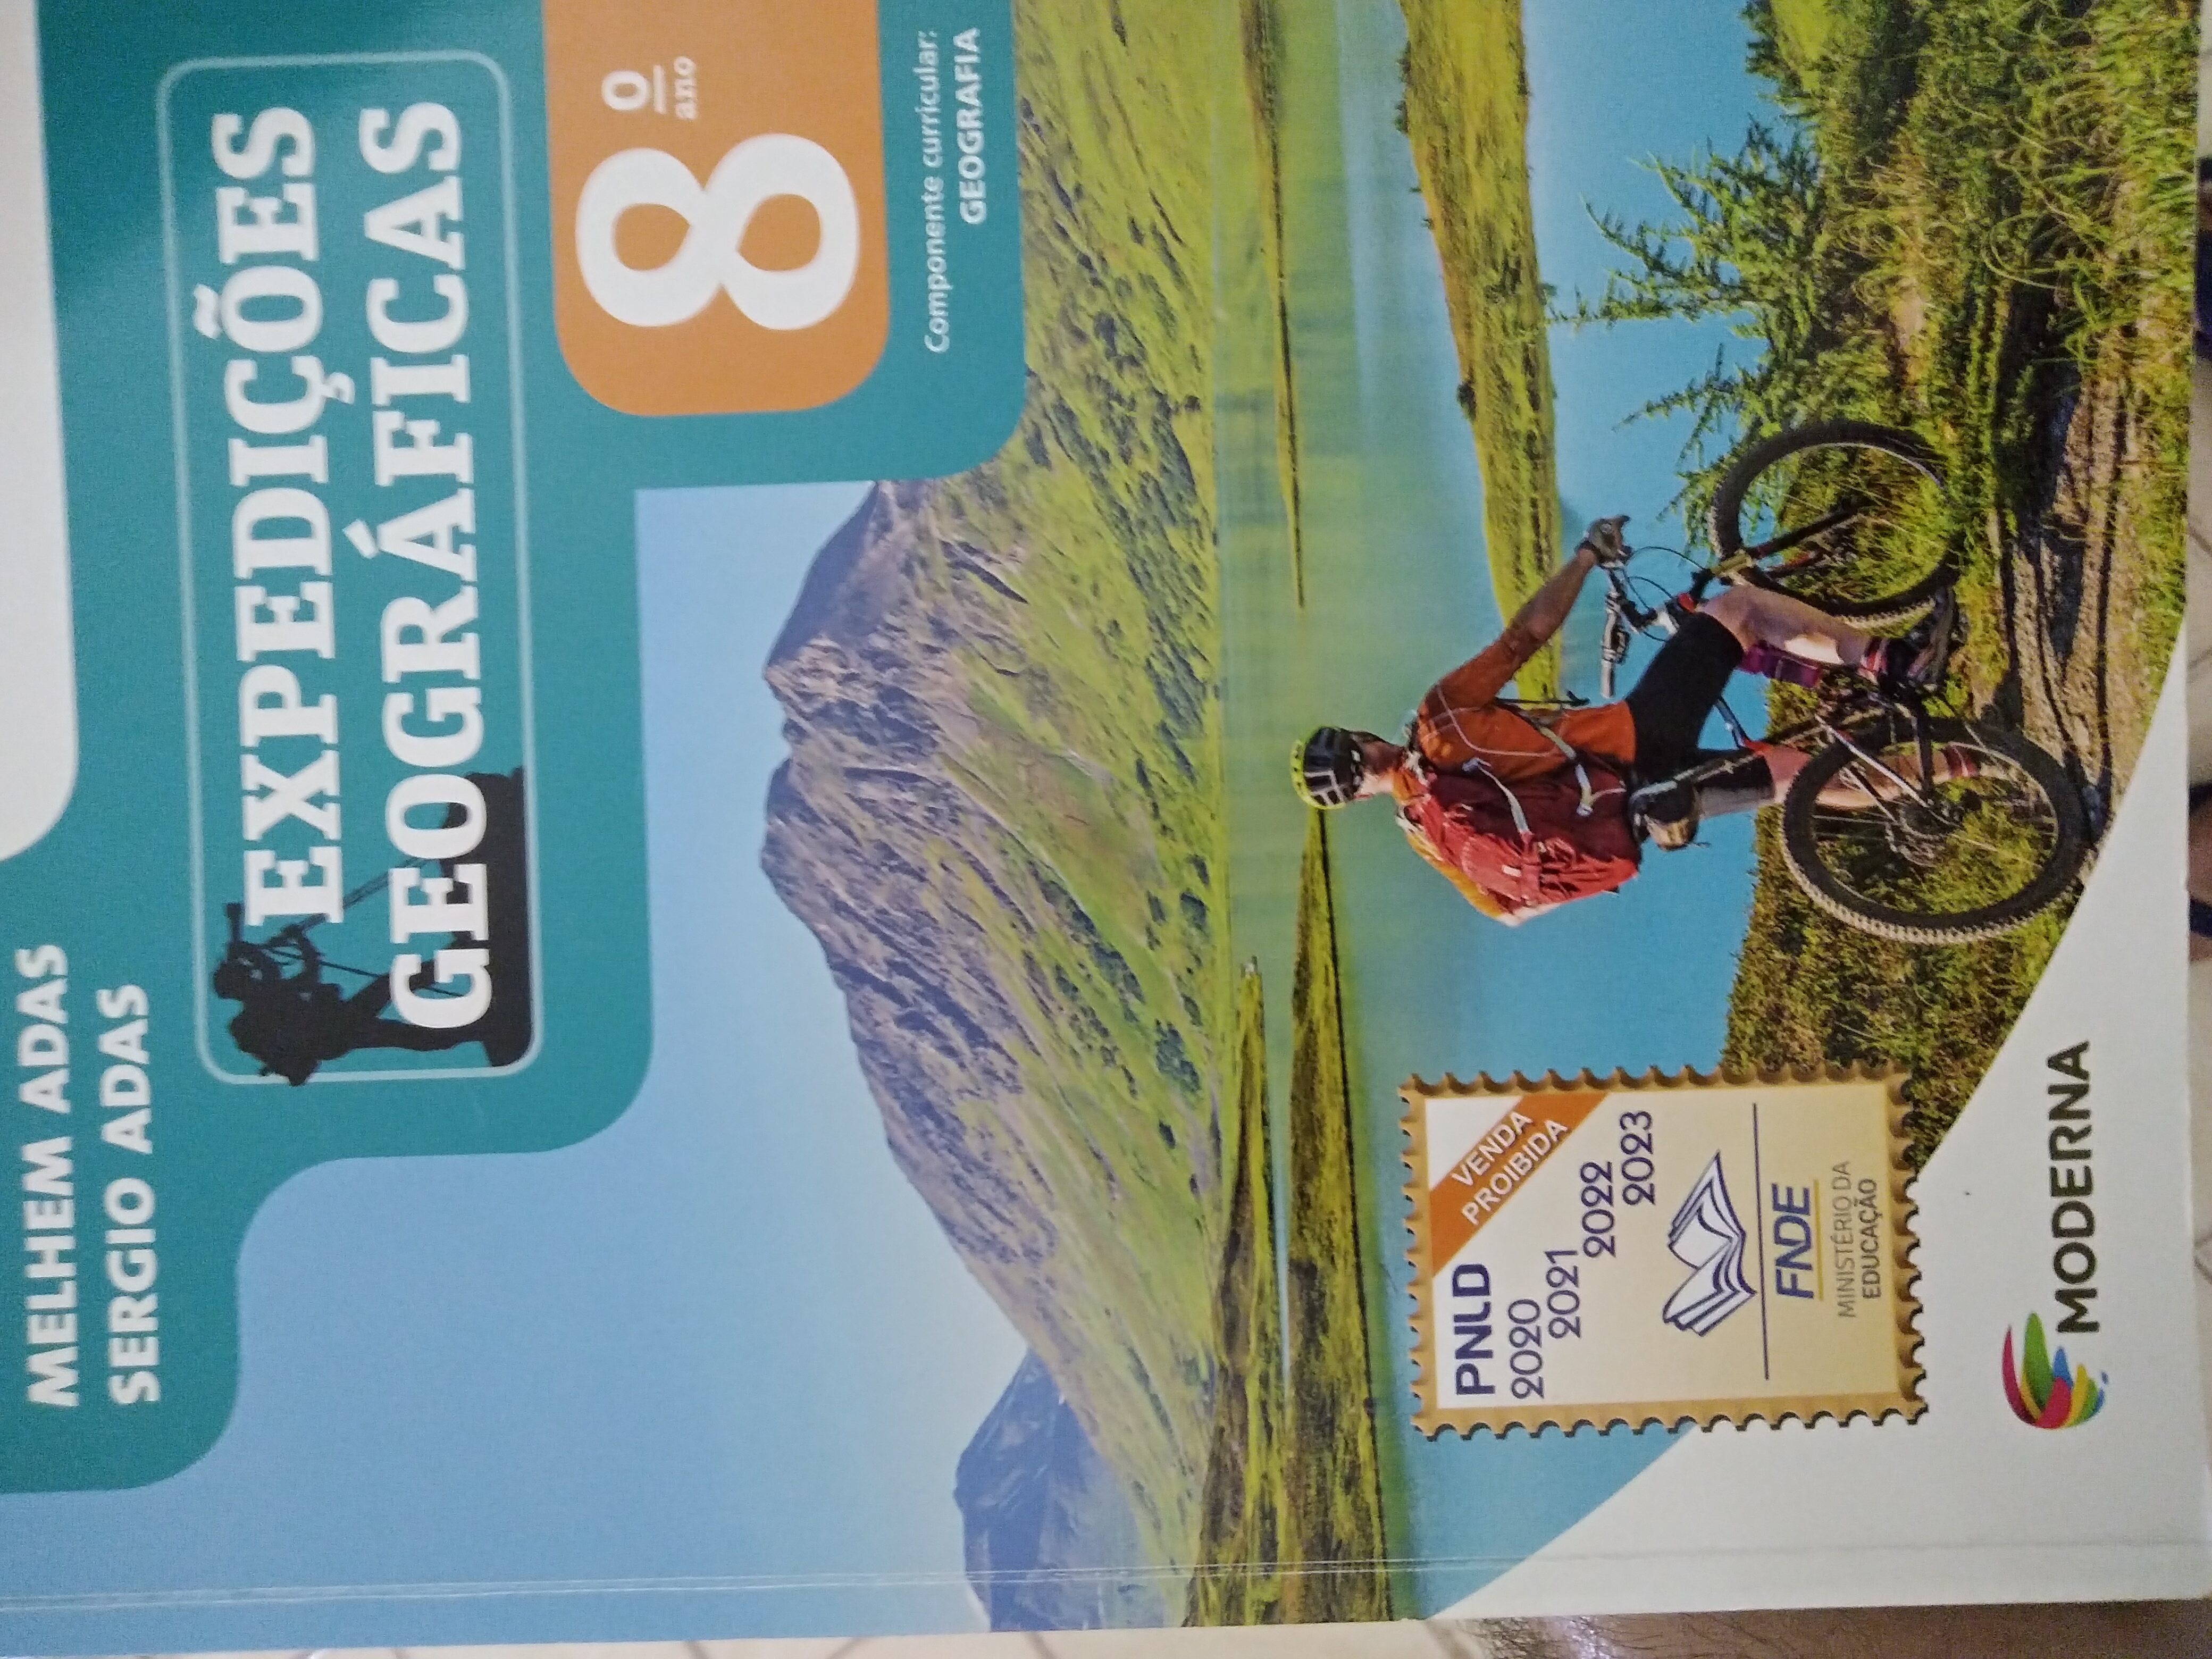 MELHEM ADAS
SERGIO ADAS
EXPEDIÇÕES
GEOGRÁFICAS
8º
ano
Componente curricular:
GEOGRAFIA
PNLD
VENDA
PROIBIDA
2020
2021
2022
2023
FNDE
MINISTÉRIO DA
EDUCAÇÃO
MODERNA